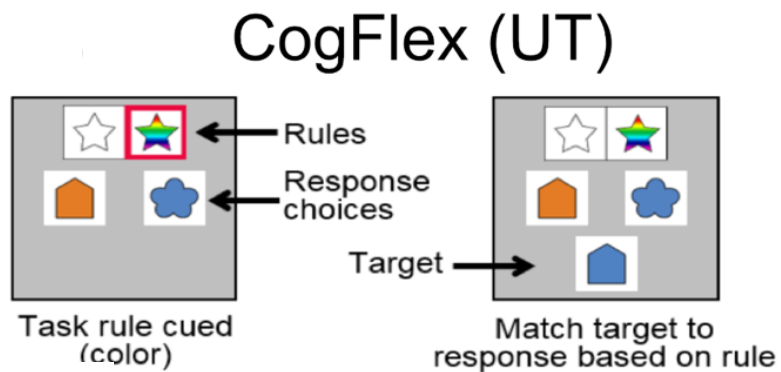 CogFlex (UT)
Rules
Response
choices
Target
Task rule cued
(color)
Match target to
response based on rule